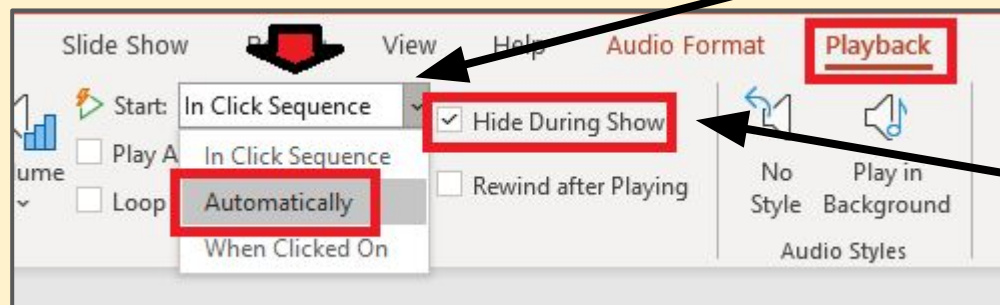 Slide Show View Help Audio Format Playback
Start: In Click Sequence Hide During Show
Play A In Click Sequence
ume Rewind after Playing No Play in
Loop Automatically Style Background
When Clicked On Audio Styles